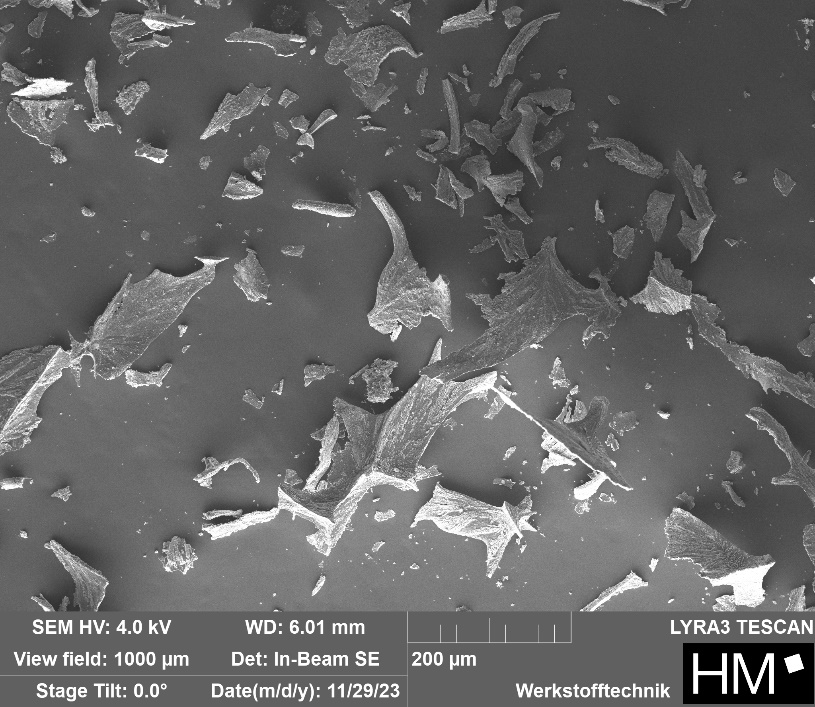 SEM HV: 4.0 kV WD: 6.01 mm LYRA3 TESCAN
View field: 1000 µm Det: In-Beam SE 200 µm
Stage Tilt: 0.0° Date(m/d/y): 11/29/23 Werkstofftechnik
HM